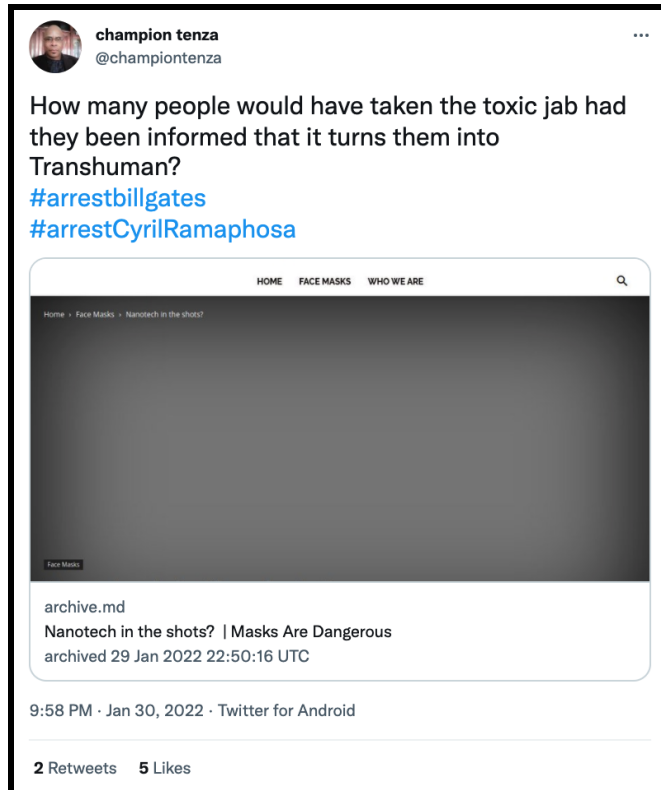 champion tenza
@championtenza
How many people would have taken the toxic jab had
they been informed that it turns them into
Transhuman?
#arrestbillgates
#arrestCyrilRamaphosa
HOME FACE MASKS WHO WE ARE
Home › Face Masks › Nanotech in the shots?
Face Masks
archive.md
Nanotech in the shots? | Masks Are Dangerous
archived 29 Jan 2022 22:50:16 UTC
9:58 PM · Jan 30, 2022 · Twitter for Android
2 Retweets 5 Likes